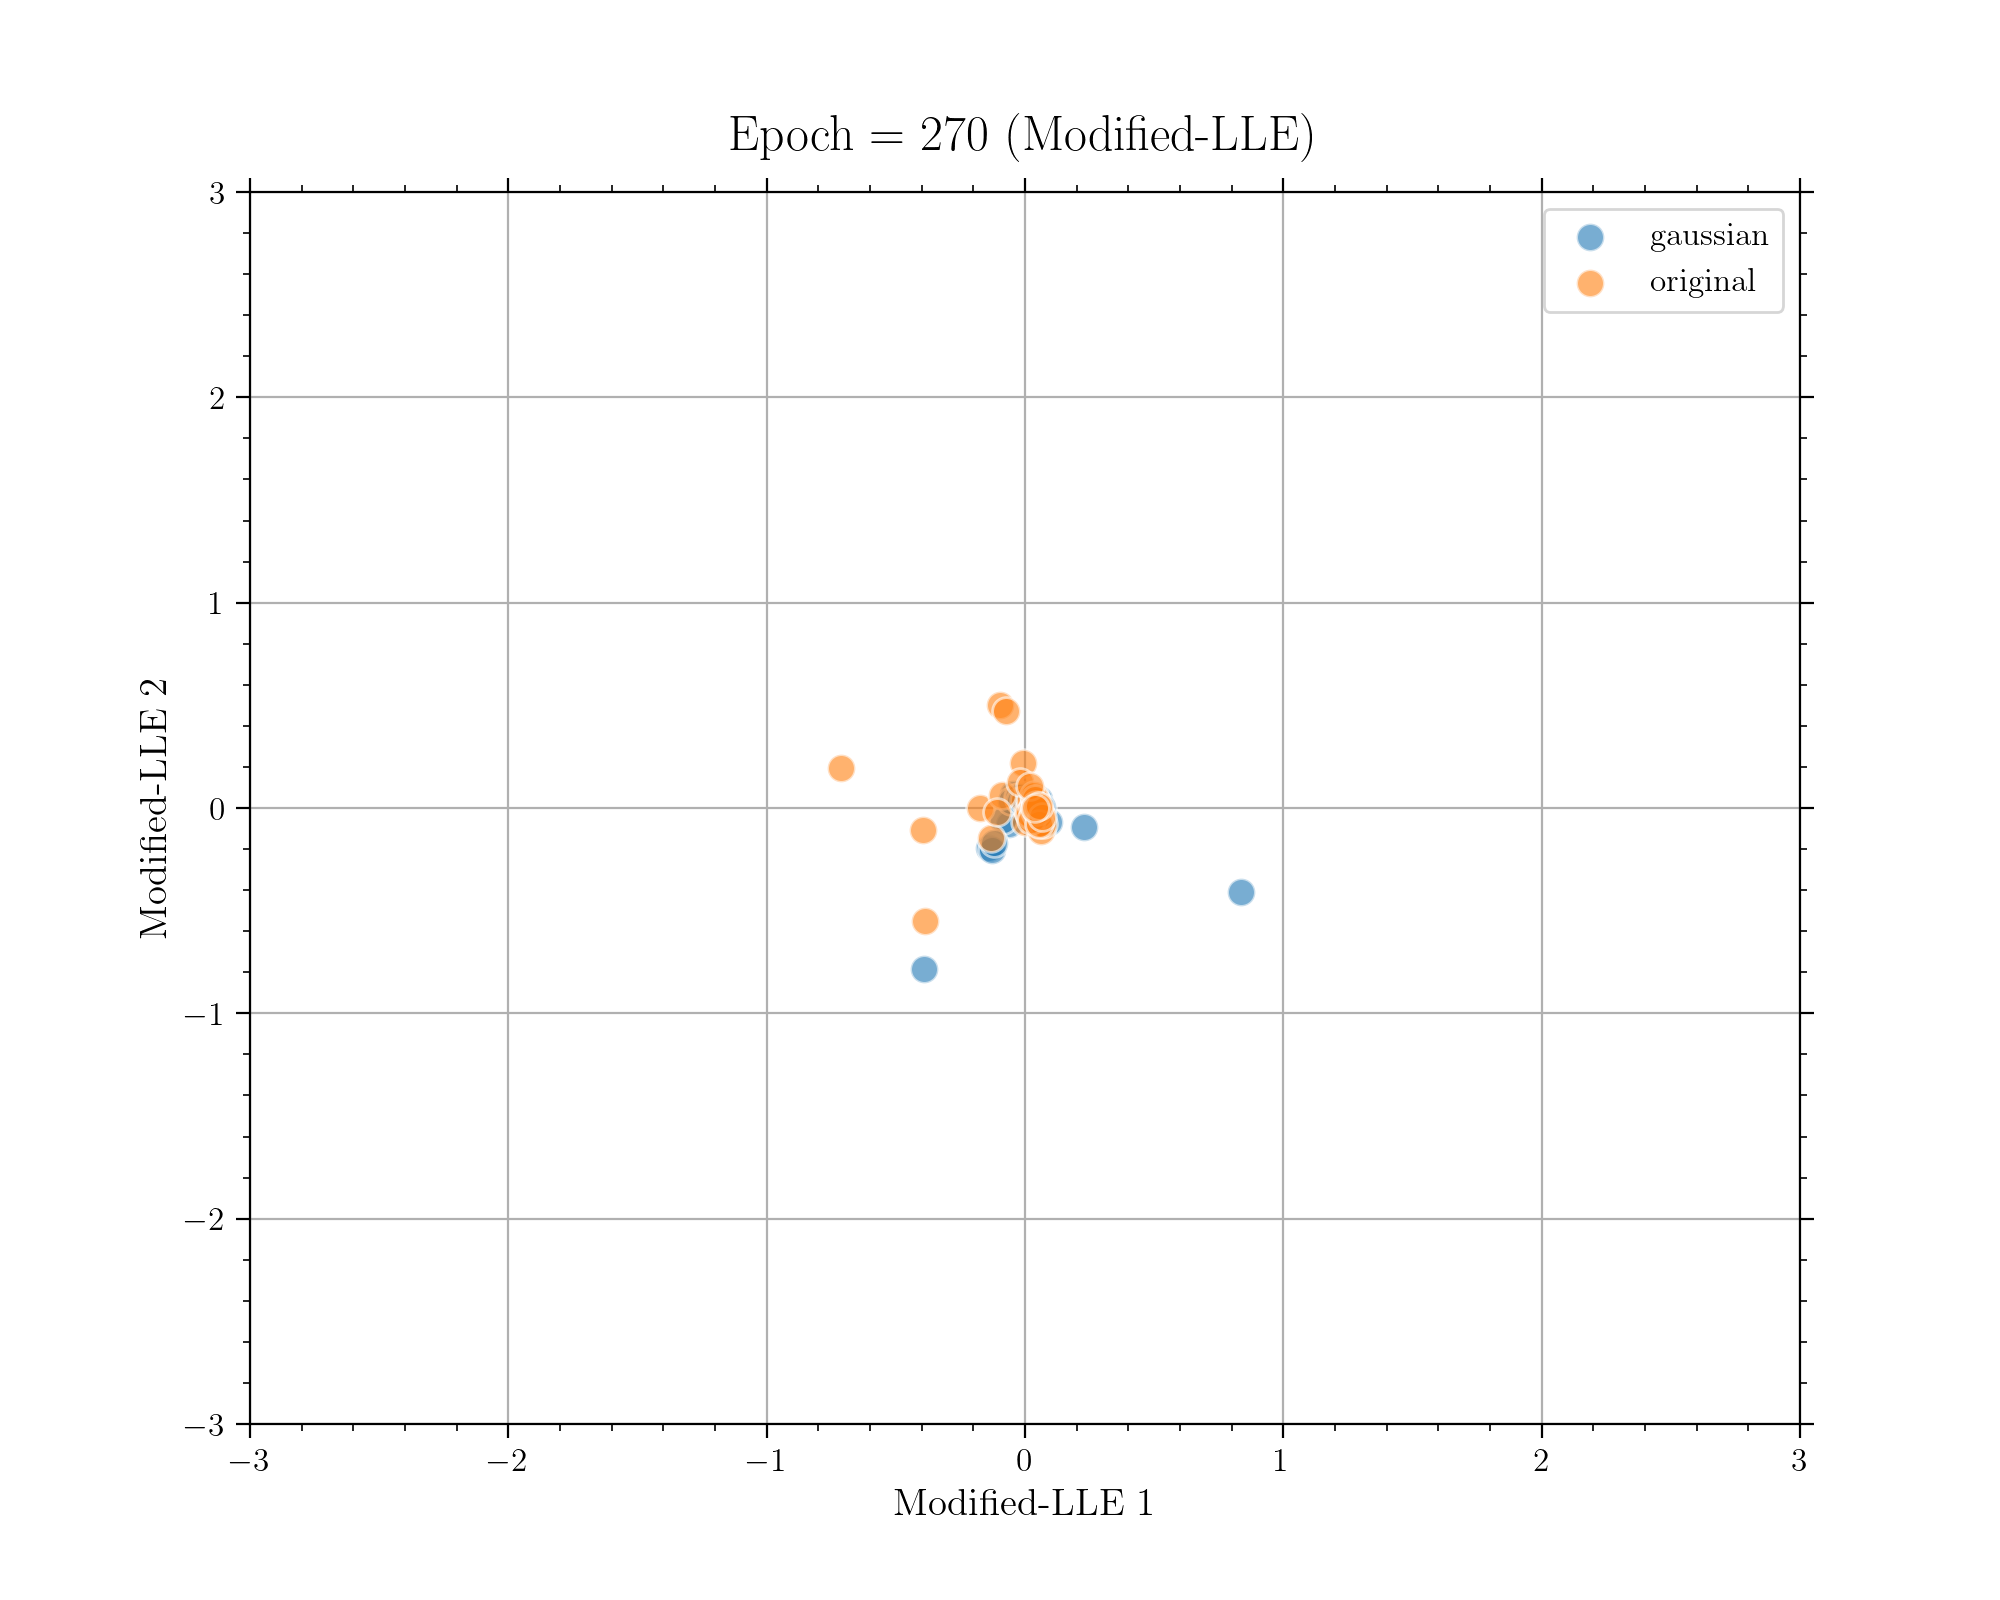 Epoch = 270 (Modified-LLE)
gaussian
original
3
2
1
0
−1
−2
−3
Modified-LLE 2
−3
−2
−1
0
1
2
3
Modified-LLE 1